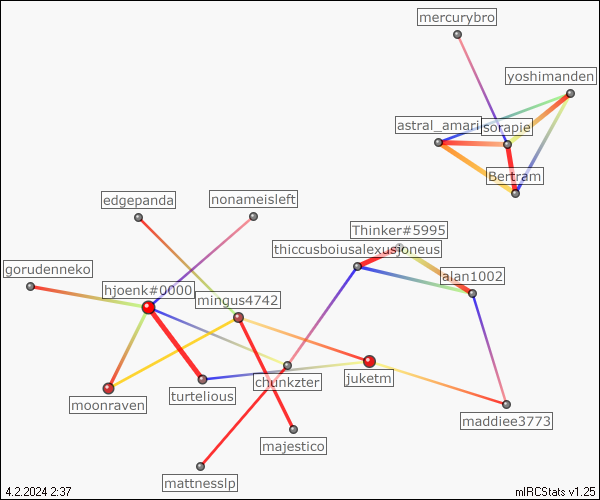 mercurybro
yoshimanden
astral_amari
sorapie
Bertram
edgepanda
nonameisleft
Thinker#5995
thiccusboiusalexusjoneus
gorudenneko
alan1002
hjoenk#0000
mingus4742
chunkzter
juketm
moonraven
turtelious
maddiee3773
majestico
mattnesslp
4.2.2024 2:37
mIRCStats v1.25